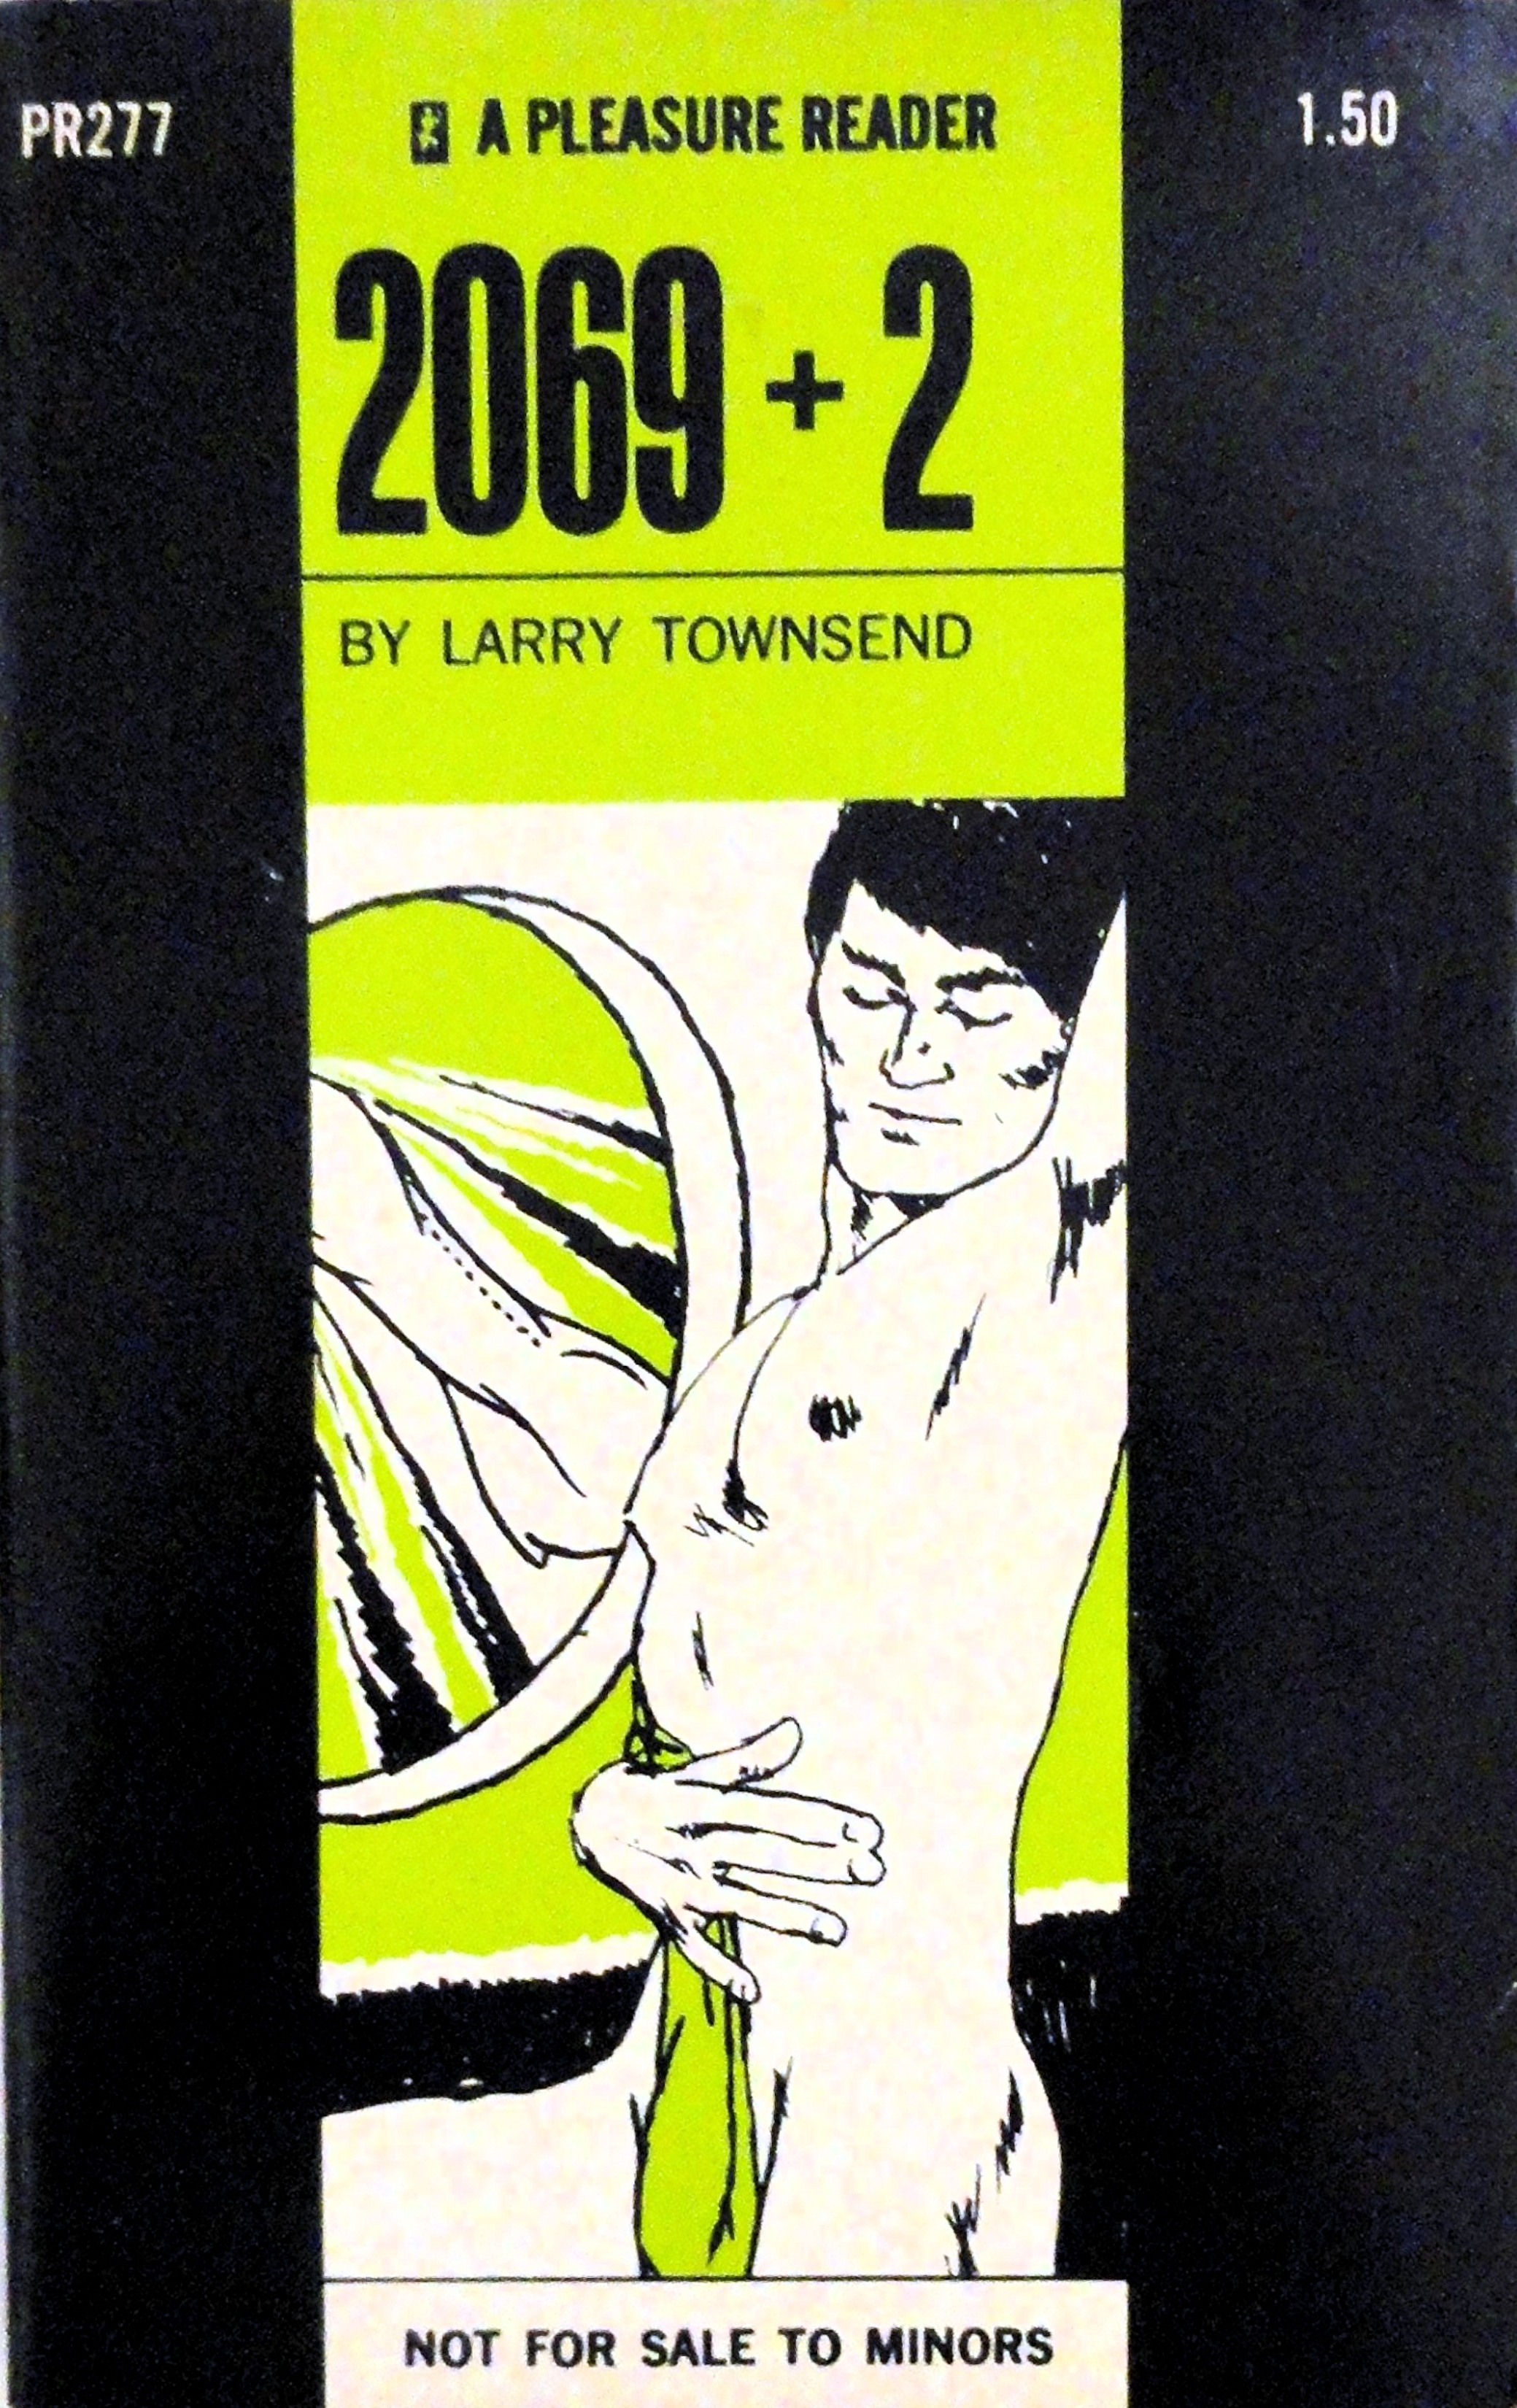 PR277
A PLEASURE READER
1.50
2069 + 2
BY LARRY TOWNSEND
NOT FOR SALE TO MINORS